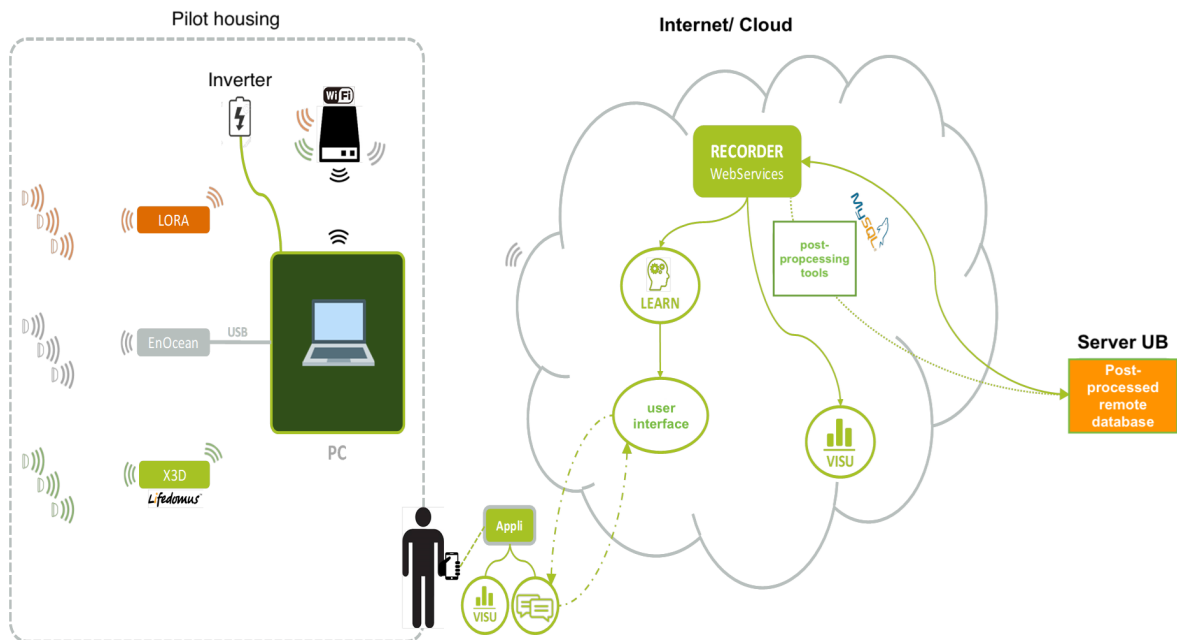 Pilot housing
Internet/ Cloud
Inverter
WiFi
RECORDER
WebServices
MySQL
LORA
post-
propcessing
tools
LEARN
EnOcean
USB
Server UB
Post-
processed
remote
database
user
interface
VISU
PC
X3D
Lifedomus
Appli
VISU